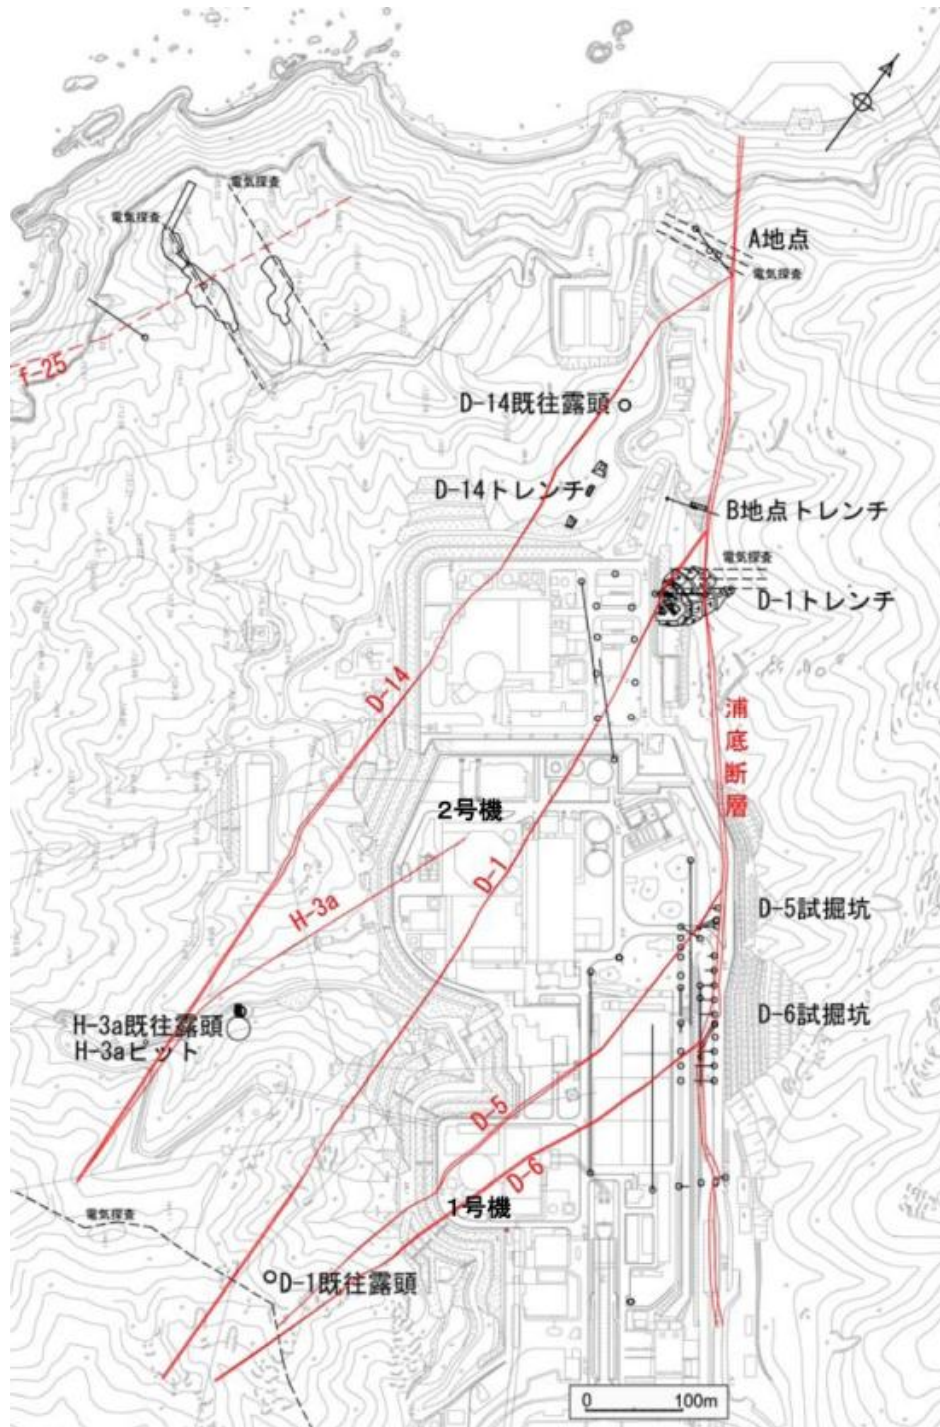 電気探査
電気探査
A地点
電気探査
f-25
D-14既往露頭
D-14トレンチ
B地点トレンチ
電気探査
D-1トレンチ
D-14
浦底断層
2号機
D-1
H-3a
D-5試掘坑
H-3a既往露頭
D-6試掘坑
H-3aピット
D-5
D-6
1号機
電気探査
D-1既往露頭
0 100m